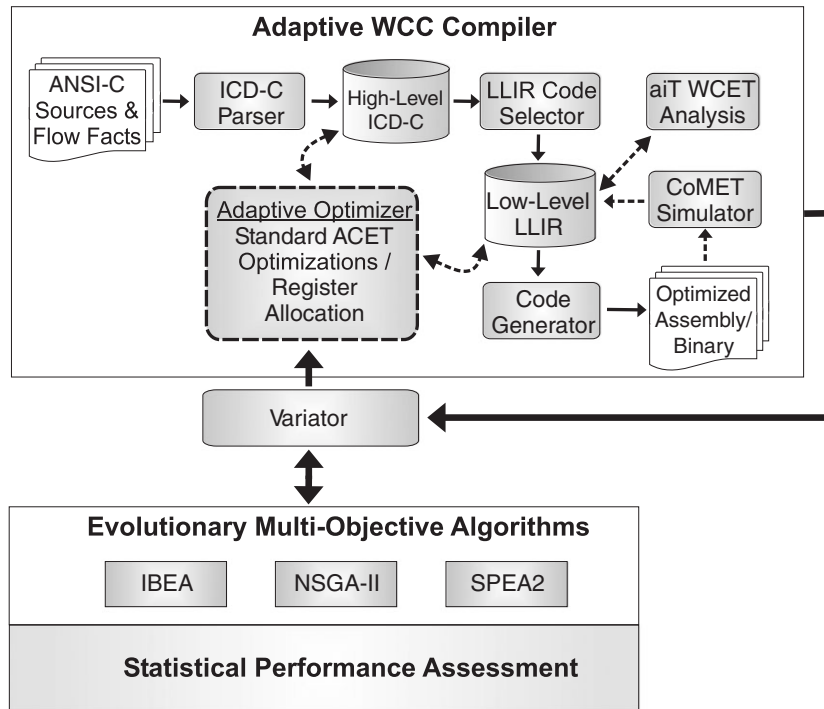 Adaptive WCC Compiler
ANSI-C
Sources &
Flow Facts
ICD-C
Parser
High-Level
ICD-C
LLIR Code
Selector
aiT WCET
Analysis
Adaptive Optimizer
Standard ACET
Optimizations /
Register
Allocation
Low-Level
LLIR
CoMET
Simulator
Code
Generator
Optimized
Assembly/
Binary
Variator
Evolutionary Multi-Objective Algorithms
IBEA
NSGA-II
SPEA2
Statistical Performance Assessment